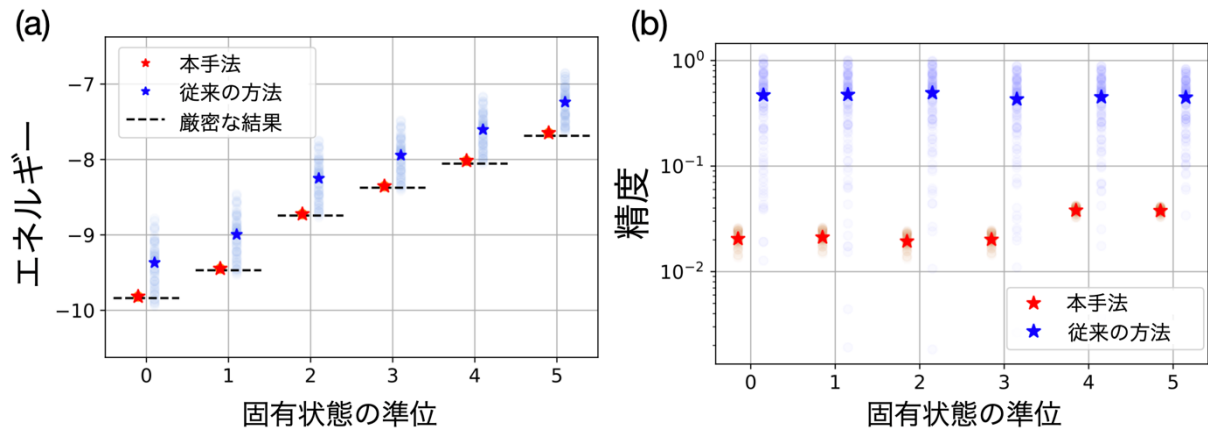 (a)
本手法
従来の方法
厳密な結果
エネルギー
−7
−8
−9
−10
0 1 2 3 4 5
固有状態の準位
(b)
精度
10⁰
10⁻¹
10⁻²
本手法
従来の方法
0 1 2 3 4 5
固有状態の準位